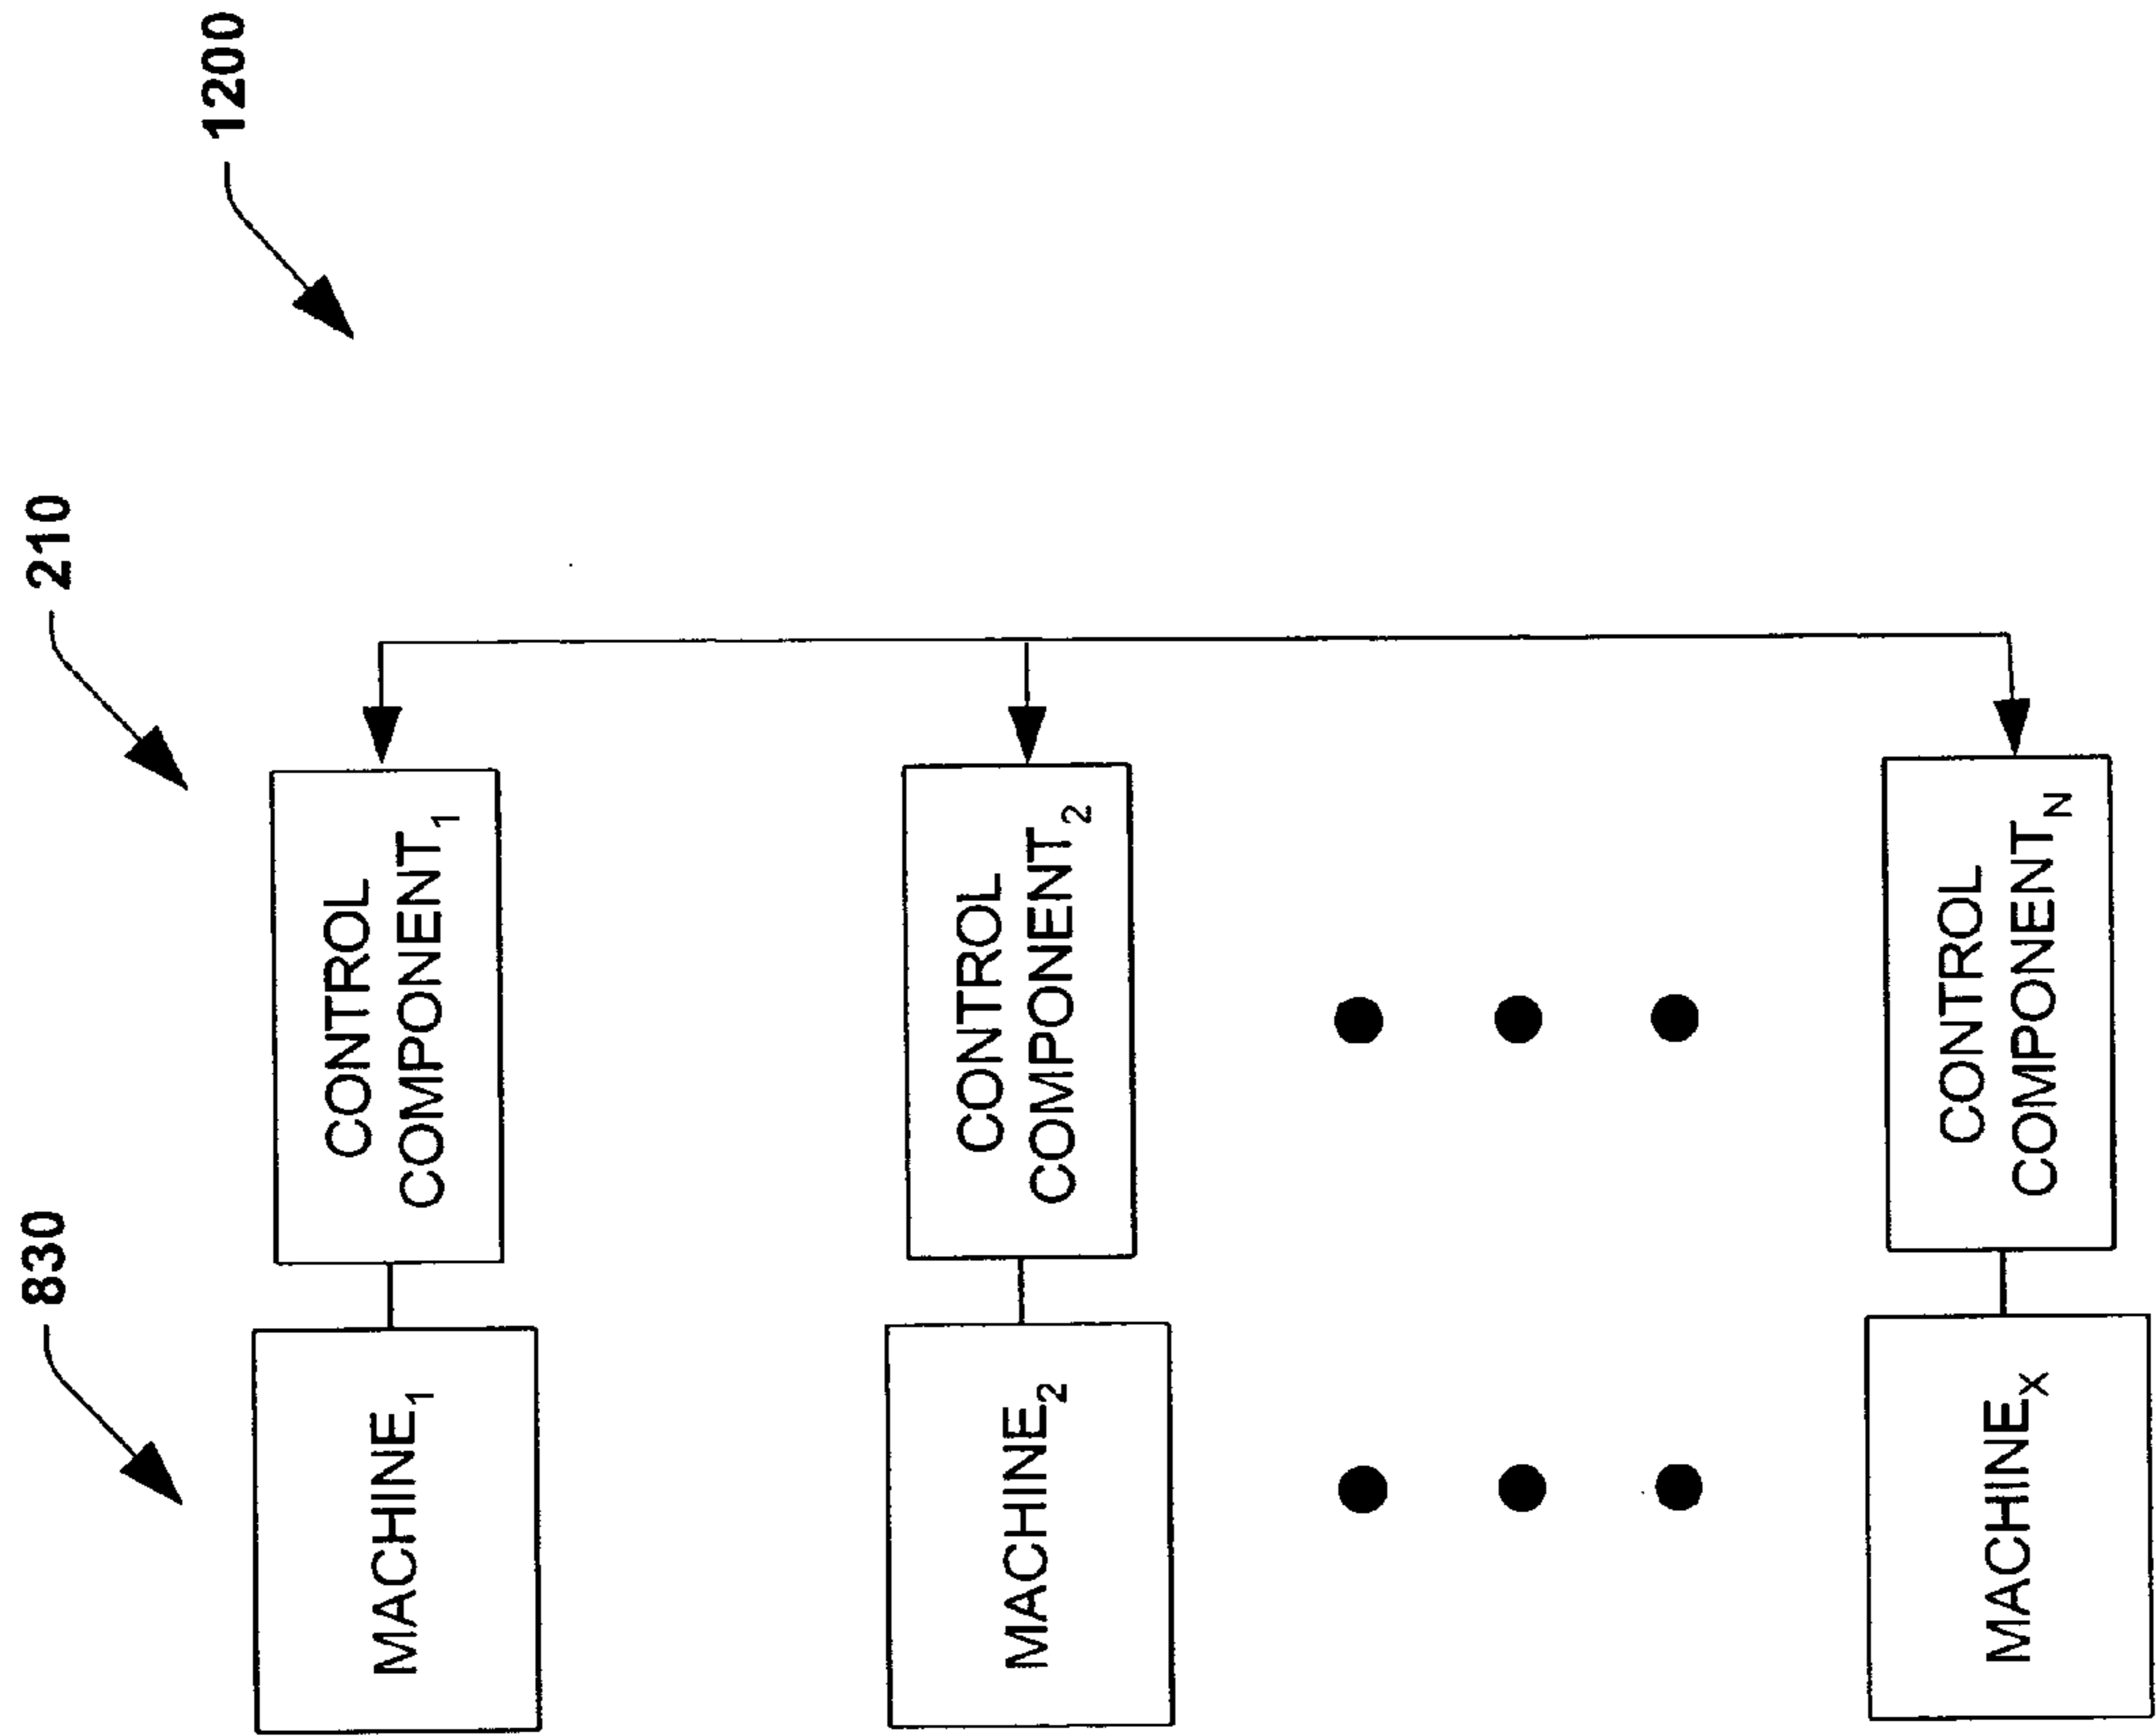 1200
210
830
CONTROL
COMPONENT1
MACHINE1
CONTROL
COMPONENT2
MACHINE2
CONTROL
COMPONENTN
MACHINEX